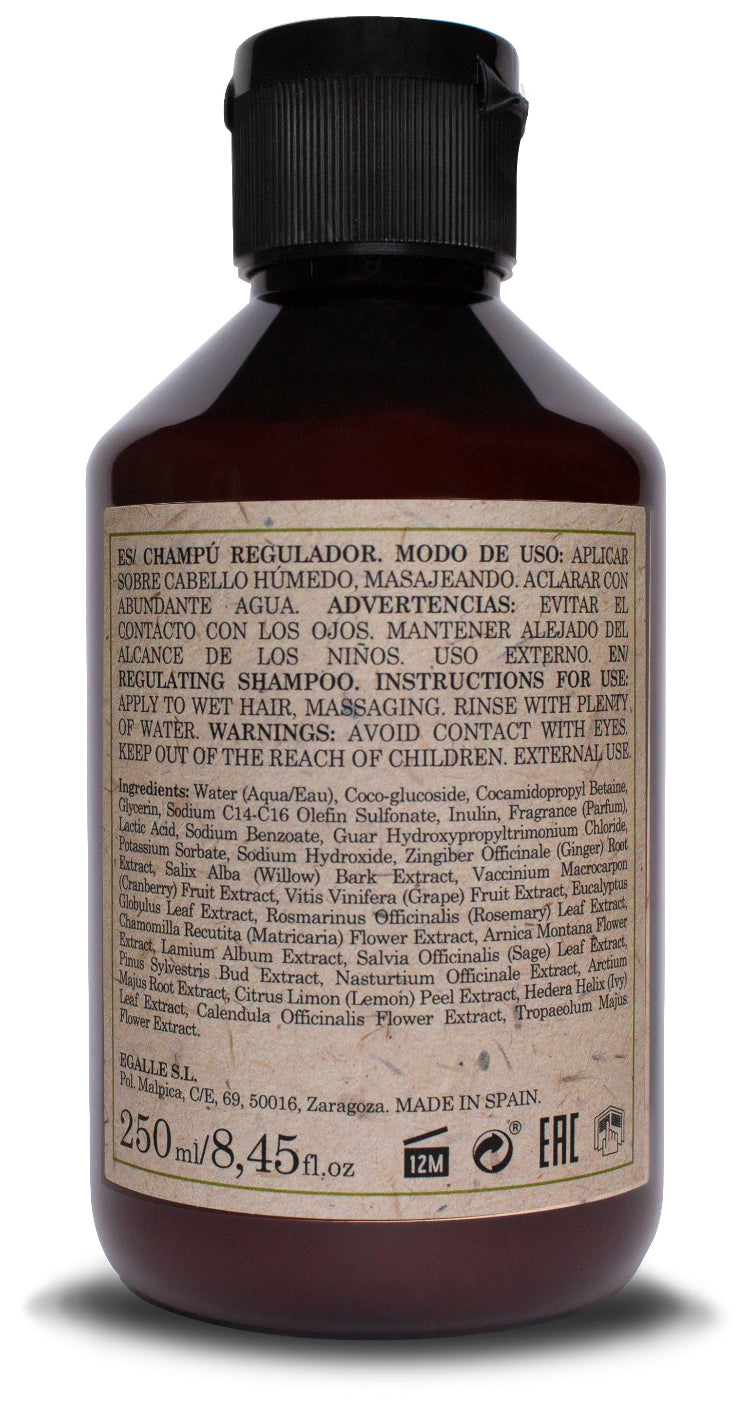 ES/ CHAMPÚ REGULADOR. MODO DE USO: APLICAR
SOBRE CABELLO HÚMEDO, MASAJEANDO. ACLARAR CON
ABUNDANTE AGUA. ADVERTENCIAS: EVITAR EL
CONTACTO CON LOS OJOS. MANTENER ALEJADO DEL
ALCANCE DE LOS NIÑOS. USO EXTERNO. EN/
REGULATING SHAMPOO. INSTRUCTIONS FOR USE:
APPLY TO WET HAIR, MASSAGING. RINSE WITH PLENTY
OF WATER. WARNINGS: AVOID CONTACT WITH EYES.
KEEP OUT OF THE REACH OF CHILDREN. EXTERNAL USE.
Ingredients: Water (Aqua/Eau), Coco-glucoside, Cocamidopropyl Betaine,
Glycerin, Sodium C14-C16 Olefin Sulfonate, Inulin, Fragrance (Parfum),
Lactic Acid, Sodium Benzoate, Guar Hydroxypropyltrimonium Chloride,
Potassium Sorbate, Sodium Hydroxide, Zingiber Officinale (Ginger) Root
Extract, Salix Alba (Willow) Bark Extract, Vaccinium Macrocarpon
(Cranberry) Fruit Extract, Vitis Vinifera (Grape) Fruit Extract, Eucalyptus
Globulus Leaf Extract, Rosmarinus Officinalis (Rosemary) Leaf Extract,
Chamomilla Recutita (Matricaria) Flower Extract, Arnica Montana Flower
Extract, Lamium Album Extract, Salvia Officinalis (Sage) Leaf Extract,
Pinus Sylvestris Bud Extract, Nasturtium Officinale Extract, Arctium
Majus Root Extract, Citrus Limon (Lemon) Peel Extract, Hedera Helix (Ivy)
Leaf Extract, Calendula Officinalis Flower Extract, Tropaeolum Majus
Flower Extract.
EGALLE S.L.
Pol. Malpica, C/E, 69, 50016, Zaragoza. MADE IN SPAIN.
250 ml/8,45 fl.oz 12M ® EAC